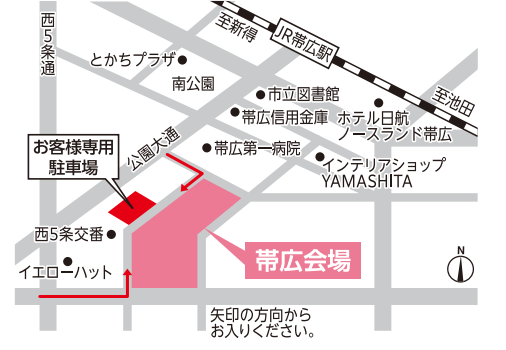 西5条通
至新得
JR帯広駅
とかちプラザ
南公園
市立図書館
至池田
帯広信用金庫
ホテル日航
ノースランド帯広
公園大通
帯広第一病院
お客様専用
駐車場
インテリアショップ
YAMASHITA
西5条交番
イエローハット
帯広会場
N
矢印の方向から
お入りください。